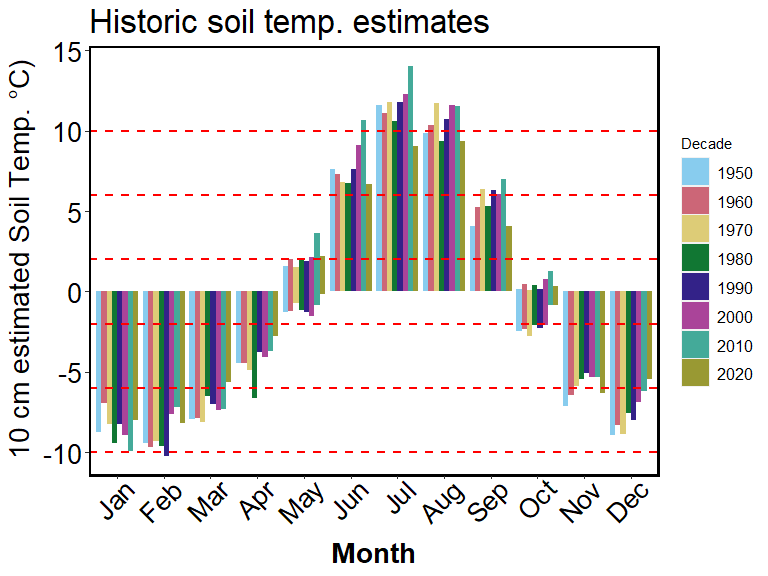 Historic soil temp. estimates
10 cm estimated Soil Temp. °C)
15
10
5
0
-5
-10
Jan Feb Mar Apr May Jun Jul Aug Sep Oct Nov Dec
Month
Decade
1950
1960
1970
1980
1990
2000
2010
2020